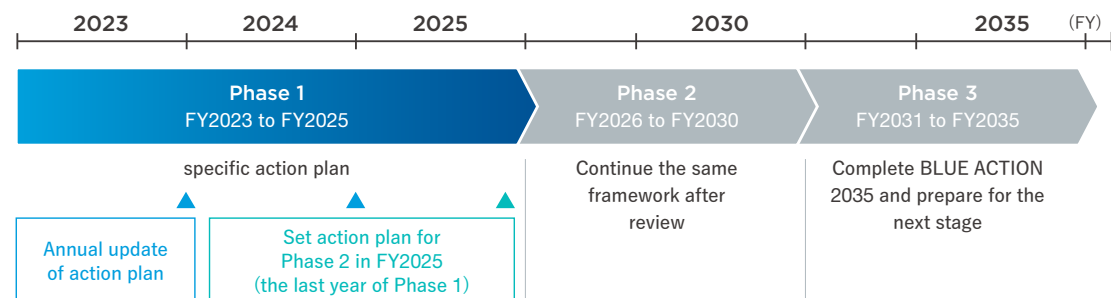 2023 2024 2025 2030 2035 (FY)
Phase 1
FY2023 to FY2025
Phase 2
FY2026 to FY2030
Phase 3
FY2031 to FY2035
specific action plan
Continue the same
framework after
review
Complete BLUE ACTION
2035 and prepare for the
next stage
Annual update
of action plan
Set action plan for
Phase 2 in FY2025
(the last year of Phase 1)